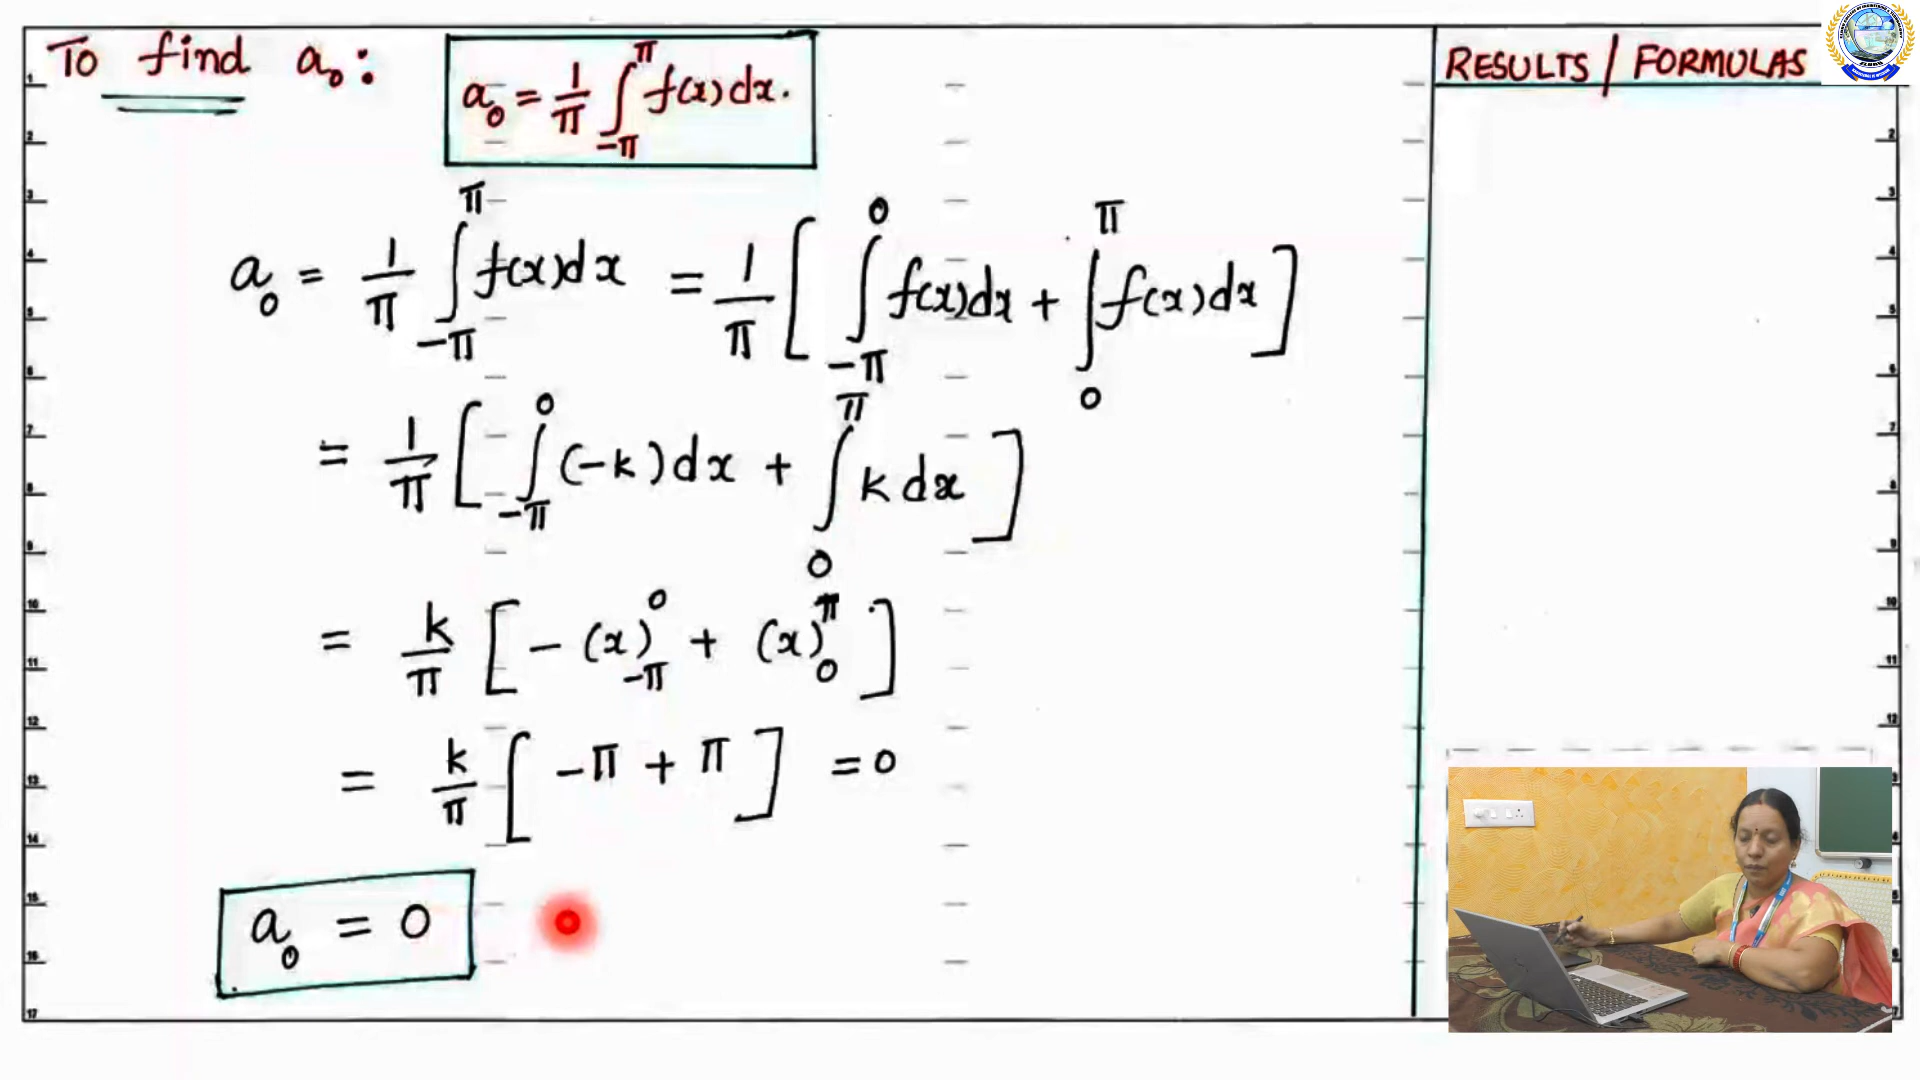 To find a₀:
a₀ = 1/π ∫_{-π}^{π} f(x) dx.
RESULTS / FORMULAS
a₀ = 1/π ∫_{-π}^{π} f(x) dx = 1/π [ ∫_{-π}^{0} f(x) dx + ∫_{0}^{π} f(x) dx ]
= 1/π [ ∫_{-π}^{0} (-k) dx + ∫_{0}^{π} k dx ]
= k/π [ - (x)_{-π}^{0} + (x)_{0}^{π} ]
= k/π [ -π + π ] = 0
a₀ = 0